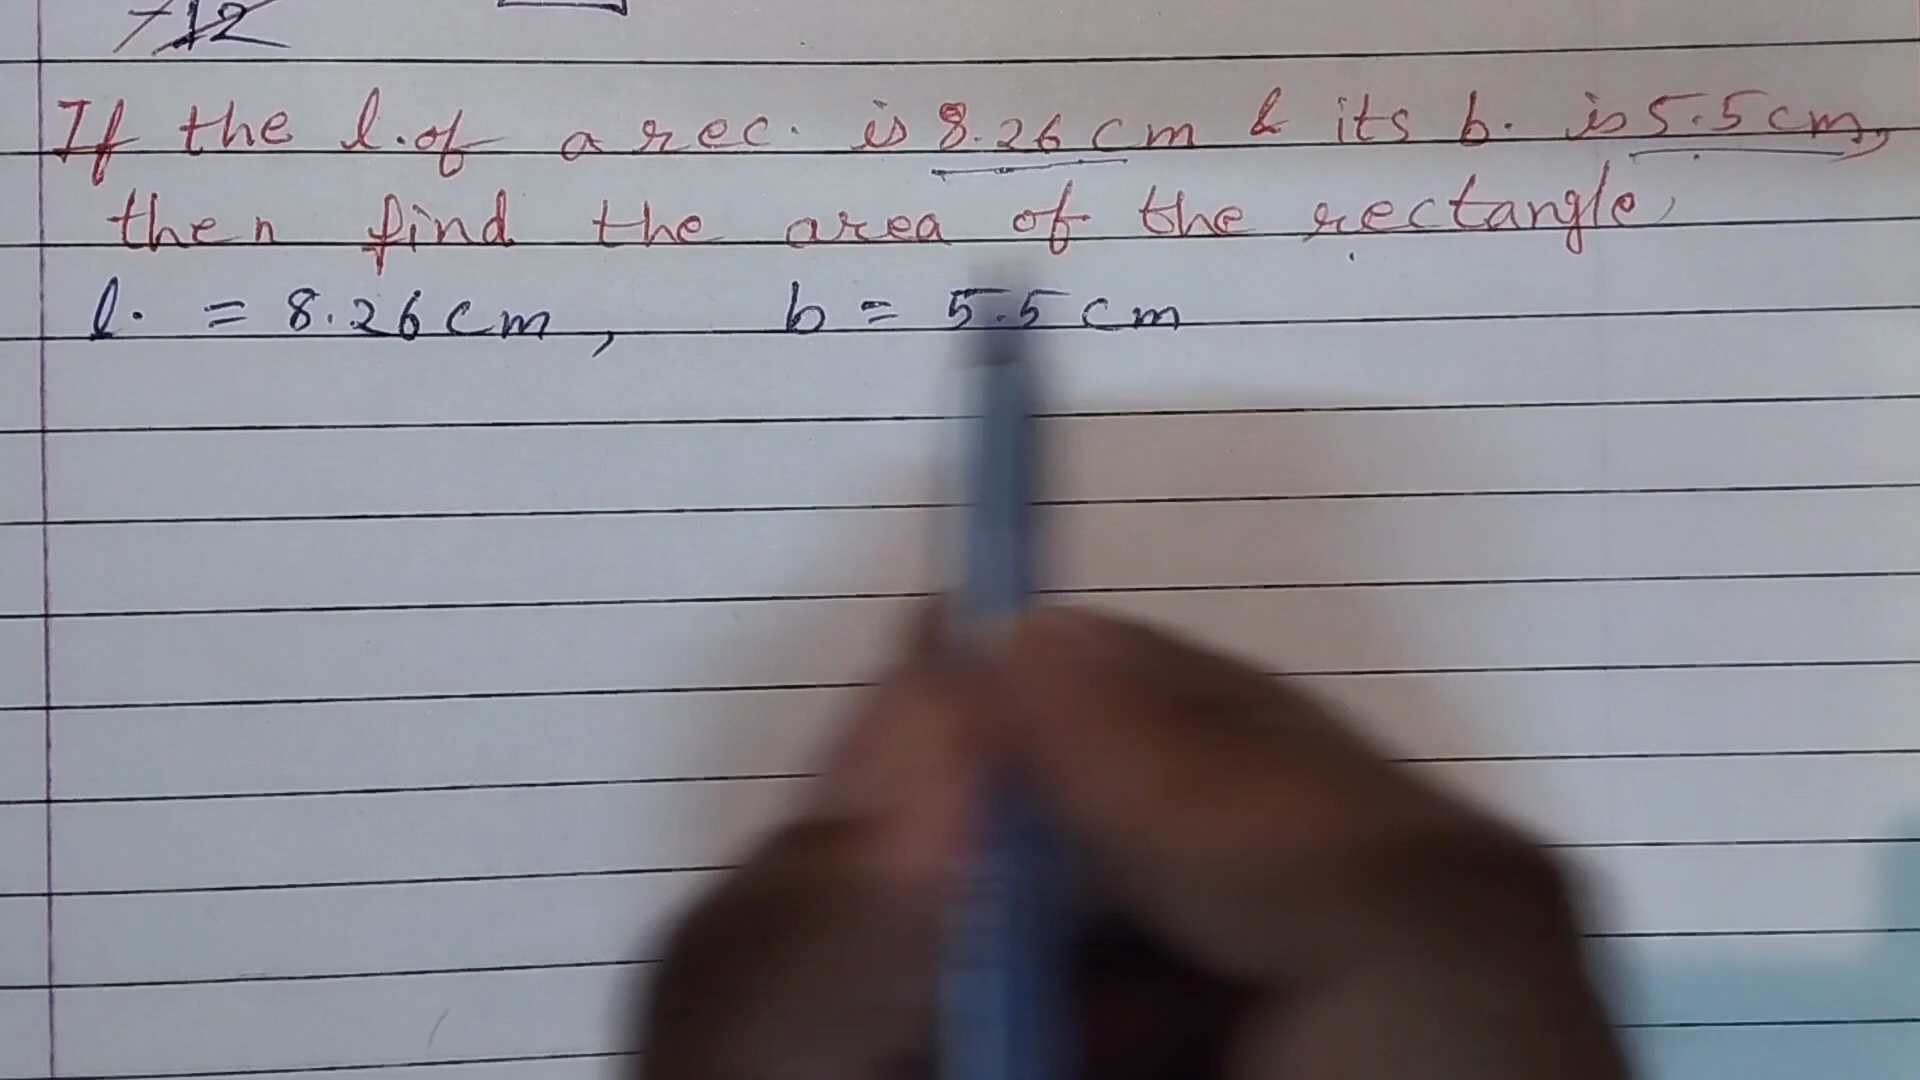 -12
If the l. of a rec. is 8.26 cm & its b. is 5.5 cm,
then find the area of the rectangle.
l. = 8.26 cm, b = 5.5 cm